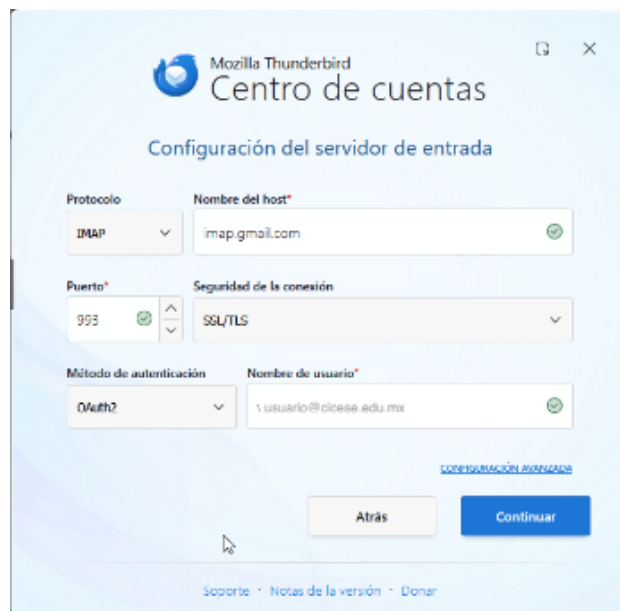 Mozilla Thunderbird
Centro de cuentas
Configuración del servidor de entrada
Protocolo Nombre del host*
IMAP imap.gmail.com
Puerto* Seguridad de la conexión
993 SSL/TLS
Método de autenticación Nombre de usuario*
OAuth2 usuario@cicese.edu.mx
CONFIGURACIÓN AVANZADA
Atrás Continuar
Soporte · Notas de la versión · Donar